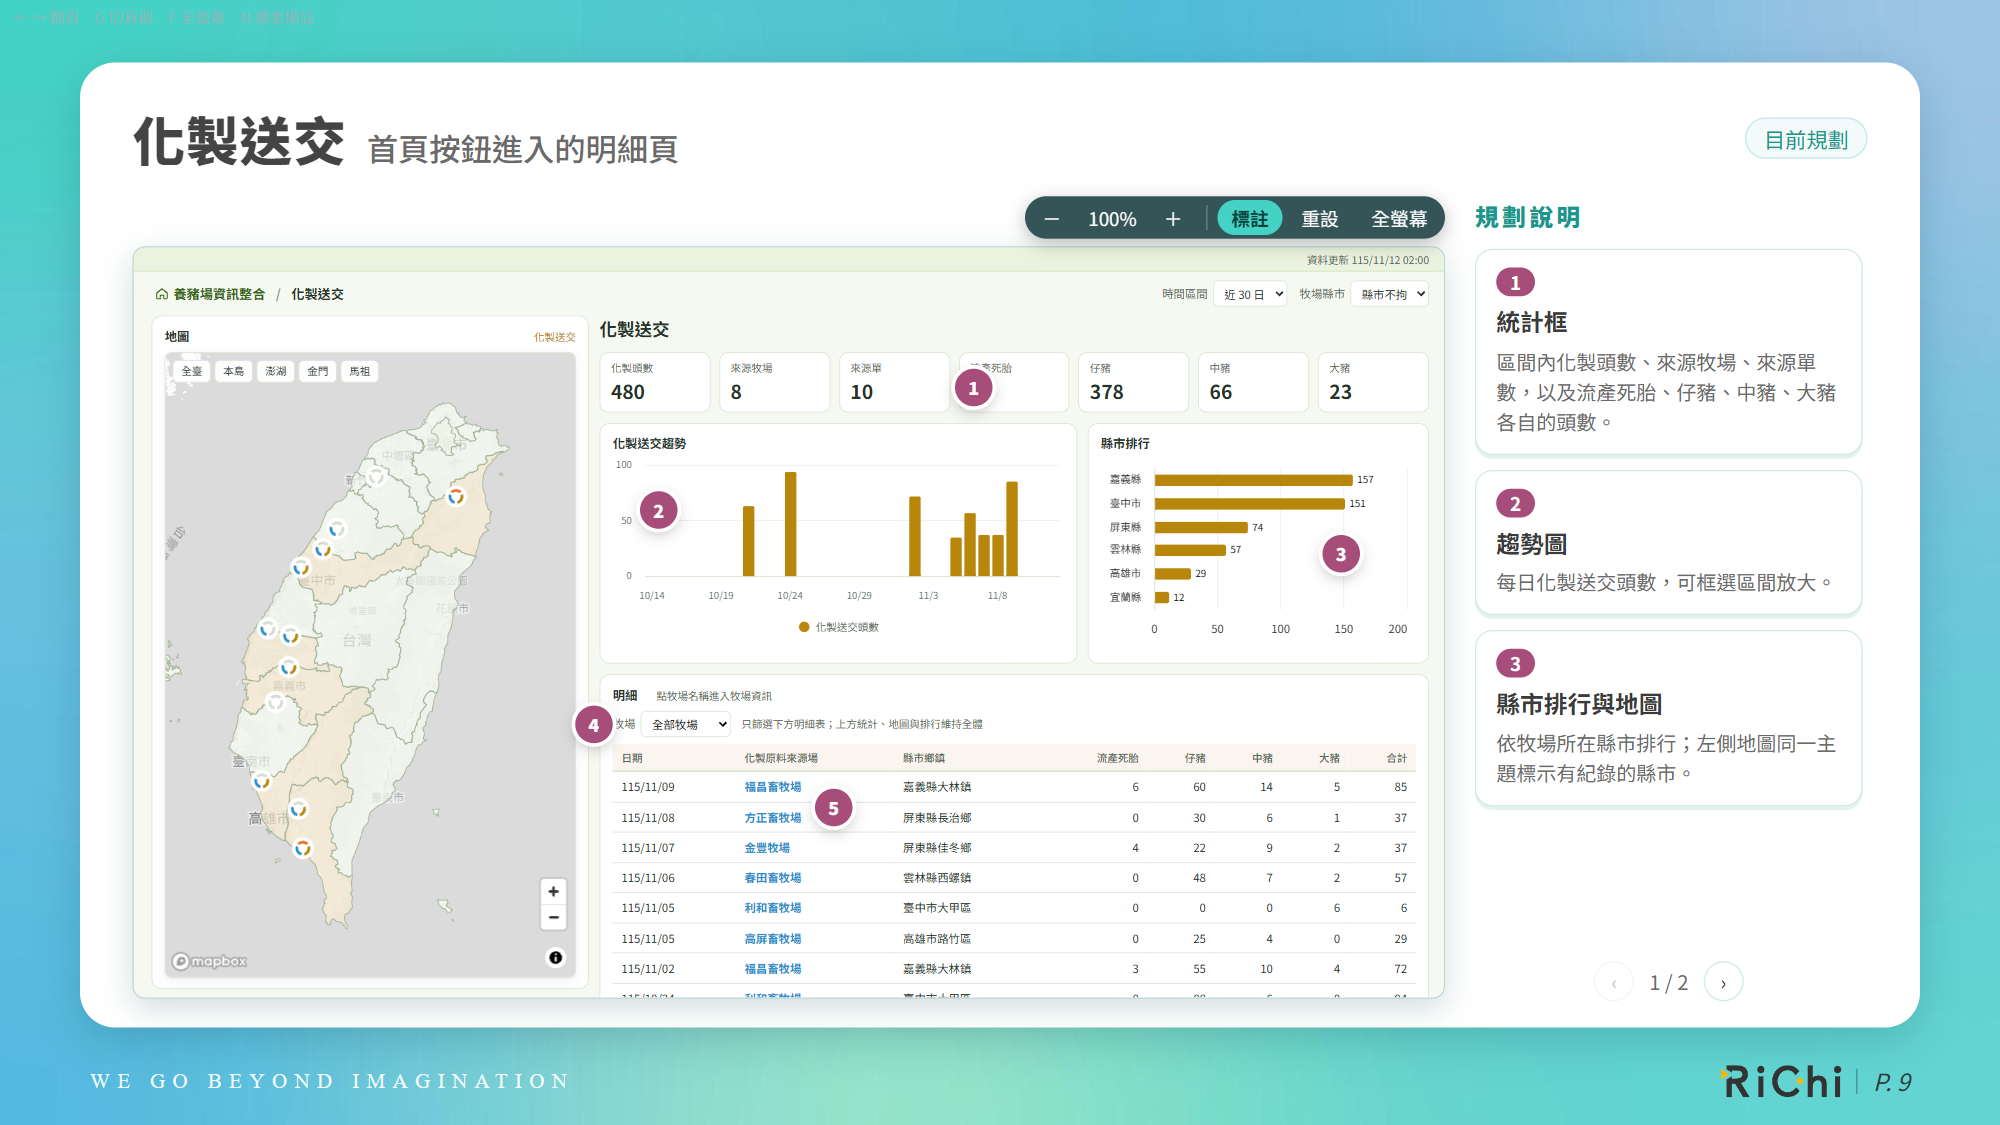 化製送交 首頁按鈕進入的明細頁
目前規劃
− 100% + 標註 重設 全螢幕
資料更新 115/11/12 02:00
養豬場資訊整合 / 化製送交
時間區間 近 30 日 牧場縣市 縣市不拘
地圖 化製送交
全臺 本島 澎湖 金門 馬祖
台灣
mapbox
化製送交
化製頭數 480
來源牧場 8
來源單 10
1
仔豬 378
中豬 66
大豬 23
化製送交趨勢
100
50
0
2
10/14 10/19 10/24 10/29 11/3 11/8
化製送交頭數
縣市排行
嘉義縣 157
臺中市 151
屏東縣 74
雲林縣 57
高雄市 29
宜蘭縣 12
3
0 50 100 150 200
明細 點牧場名稱進入牧場資訊
4
牧場 全部牧場 只篩選下方明細表；上方統計、地圖與排行維持全體
日期 化製原料來源場 縣市鄉鎮 流產死胎 仔豬 中豬 大豬 合計
115/11/09 福昌畜牧場 嘉義縣大林鎮 6 60 14 5 85
5
115/11/08 方正畜牧場 屏東縣長治鄉 0 30 6 1 37
115/11/07 金豐牧場 屏東縣佳冬鄉 4 22 9 2 37
115/11/06 春田畜牧場 雲林縣西螺鎮 0 48 7 2 57
115/11/05 利和畜牧場 臺中市大甲區 0 0 0 6 6
115/11/05 高屏畜牧場 高雄市路竹區 0 25 4 0 29
115/11/02 福昌畜牧場 嘉義縣大林鎮 3 55 10 4 72
規劃說明
1
統計框
區間內化製頭數、來源牧場、來源單
數，以及流產死胎、仔豬、中豬、大豬
各自的頭數。
2
趨勢圖
每日化製送交頭數，可框選區間放大。
3
縣市排行與地圖
依牧場所在縣市排行；左側地圖同一主
題標示有紀錄的縣市。
‹ 1 / 2 ›
WE GO BEYOND IMAGINATION
RiChi
P. 9